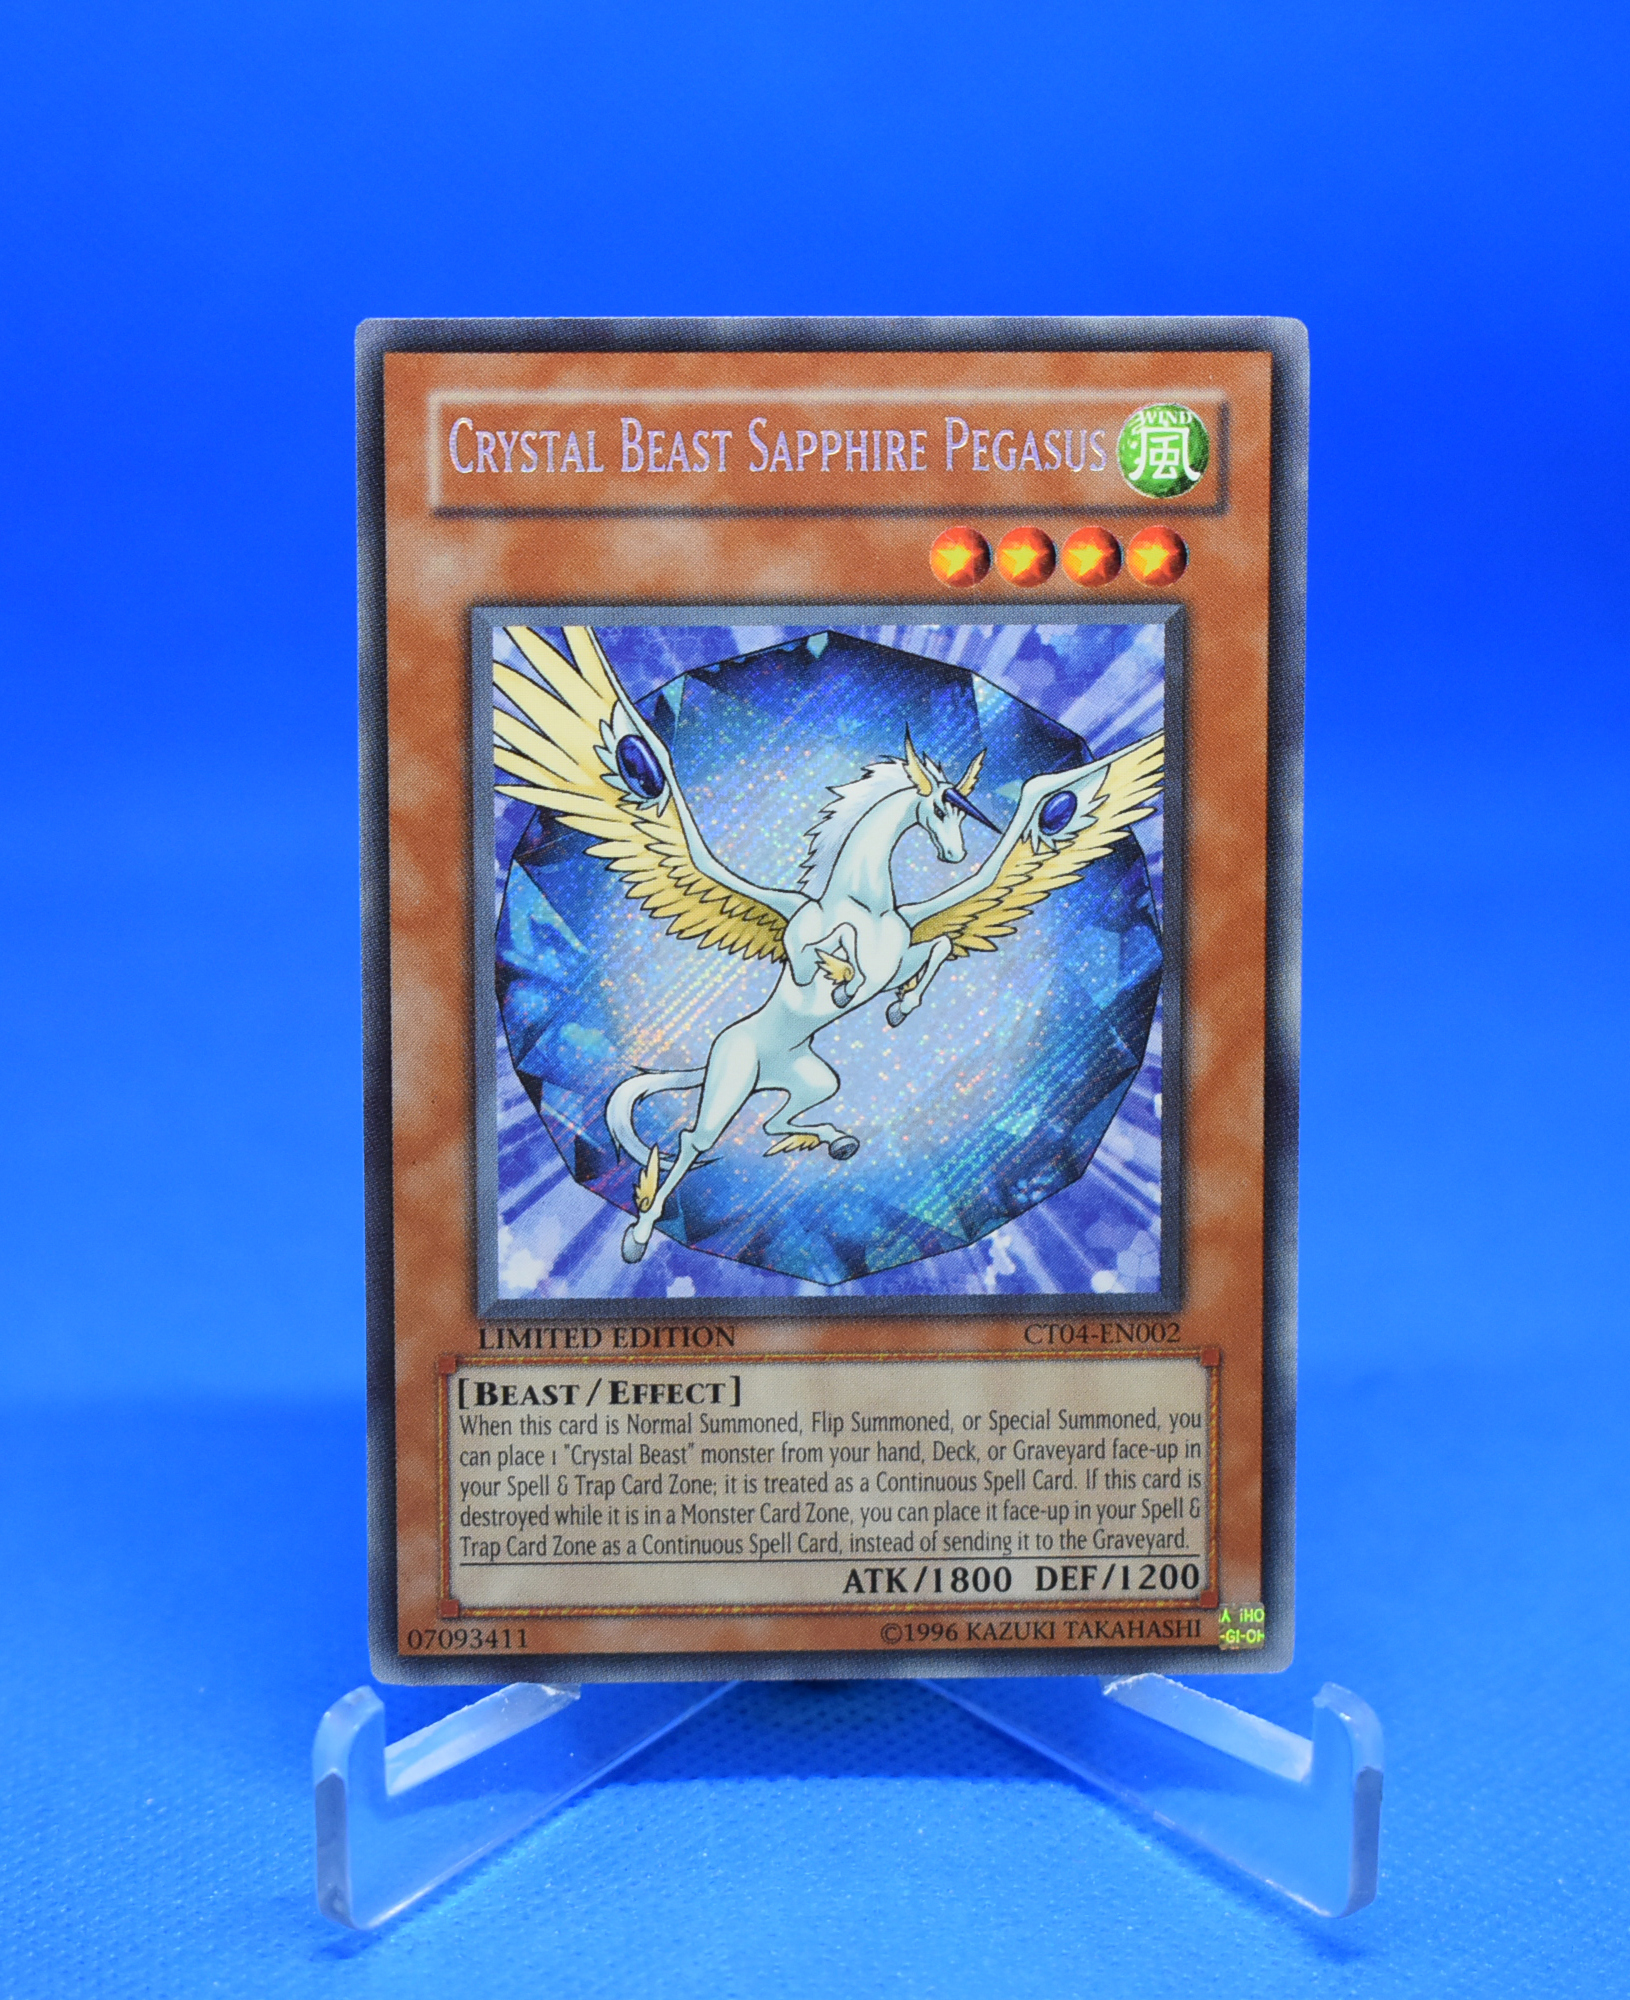 CRYSTAL BEAST SAPPHIRE PEGASUS
WIND
風
LIMITED EDITION
CT04-EN002
[BEAST/EFFECT]
When this card is Normal Summoned, Flip Summoned, or Special Summoned, you
can place 1 "Crystal Beast" monster from your hand, Deck, or Graveyard face-up in
your Spell & Trap Card Zone; it is treated as a Continuous Spell Card. If this card is
destroyed while it is in a Monster Card Zone, you can place it face-up in your Spell &
Trap Card Zone as a Continuous Spell Card, instead of sending it to the Graveyard.
ATK/1800 DEF/1200
07093411
©1996 KAZUKI TAKAHASHI